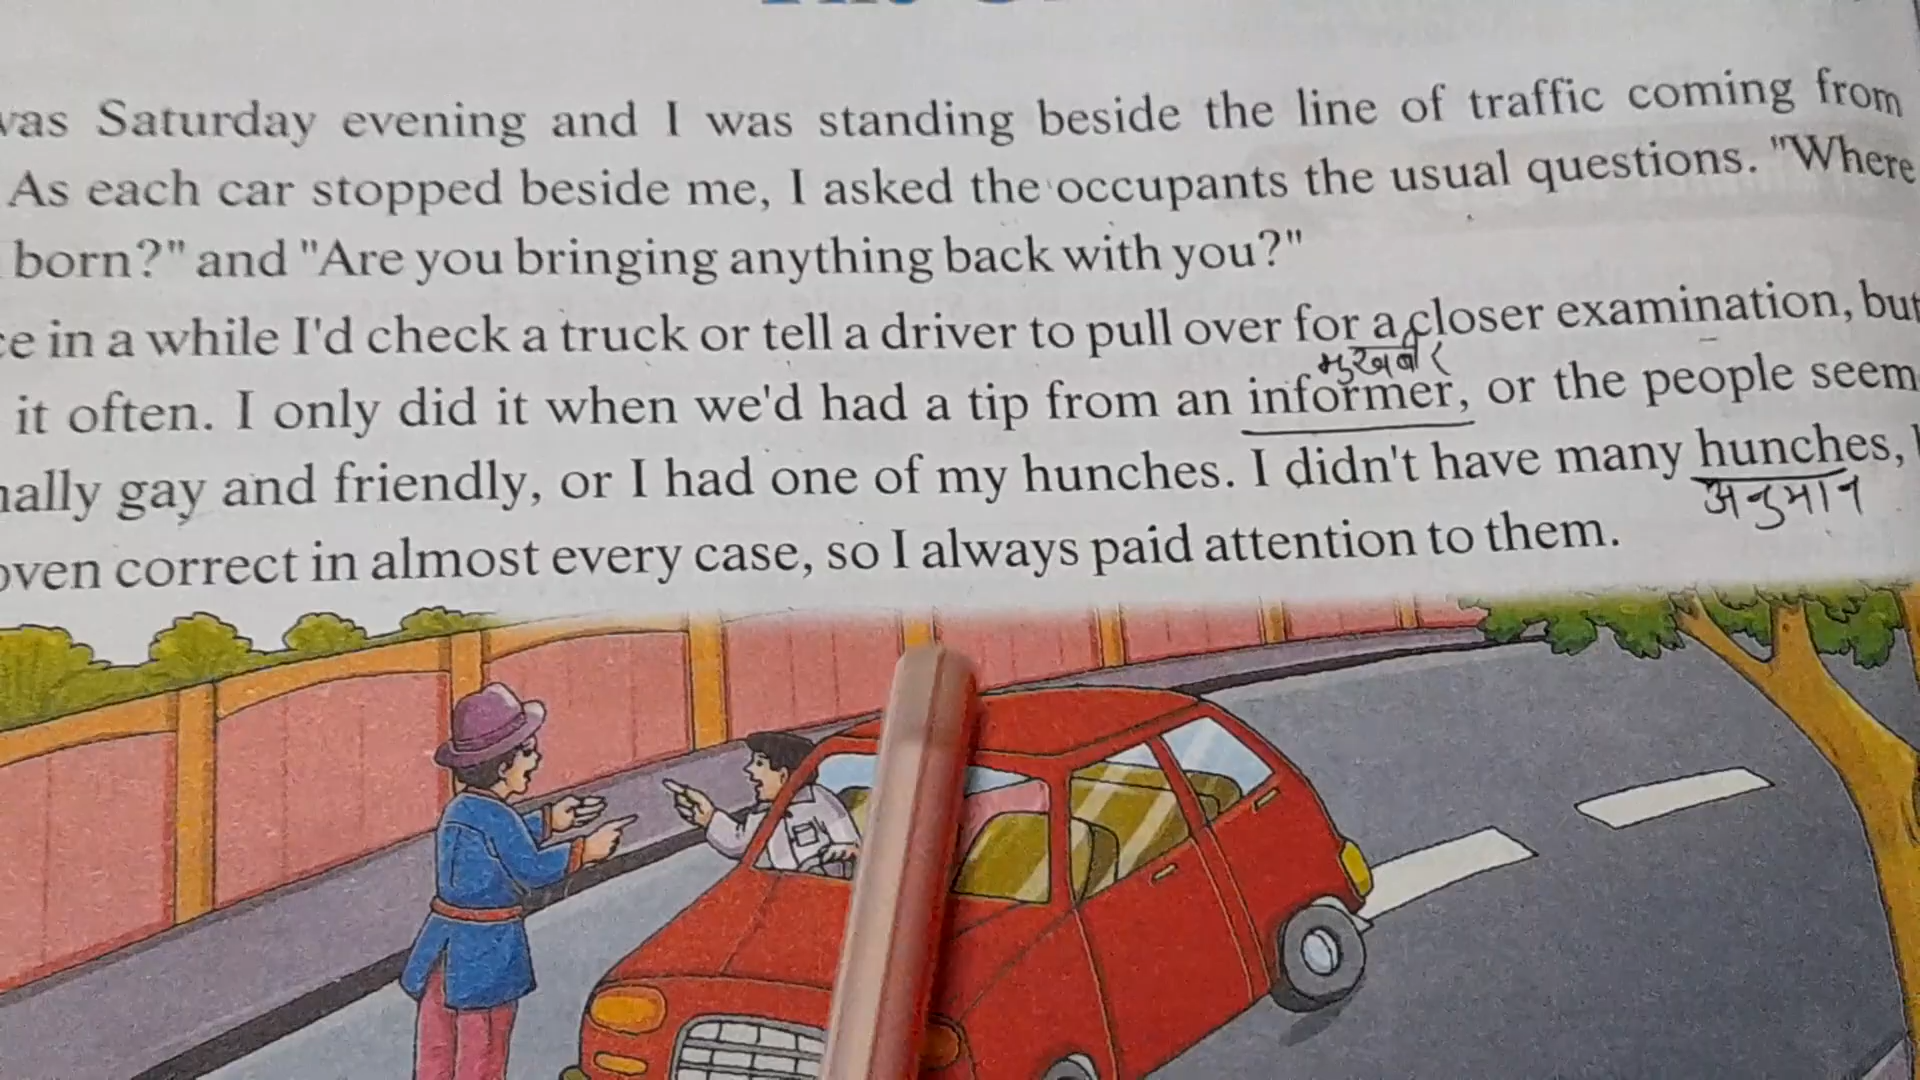 was Saturday evening and I was standing beside the line of traffic coming from
As each car stopped beside me, I asked the occupants the usual questions. "Where
born?" and "Are you bringing anything back with you?"
in a while I'd check a truck or tell a driver to pull over for a closer examination, but
मुखबीर
it often. I only did it when we'd had a tip from an informer, or the people seem
gay and friendly, or I had one of my hunches. I didn't have many hunches,
अनुमान
correct in almost every case, so I always paid attention to them.